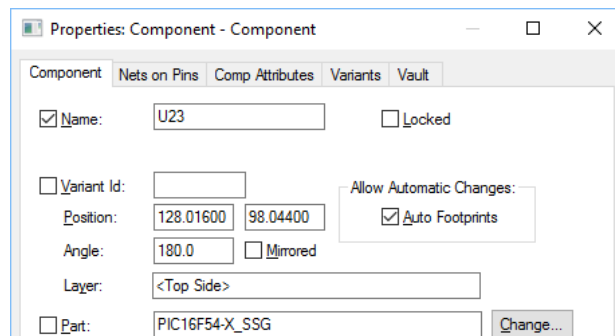 Properties: Component - Component
Component Nets on Pins Comp Attributes Variants Vault
Name: U23 Locked
Variant Id: Allow Automatic Changes:
Position: 128.01600 98.04400 Auto Footprints
Angle: 180.0 Mirrored
Layer: <Top Side>
Part: PIC16F54-X_SSG Change...